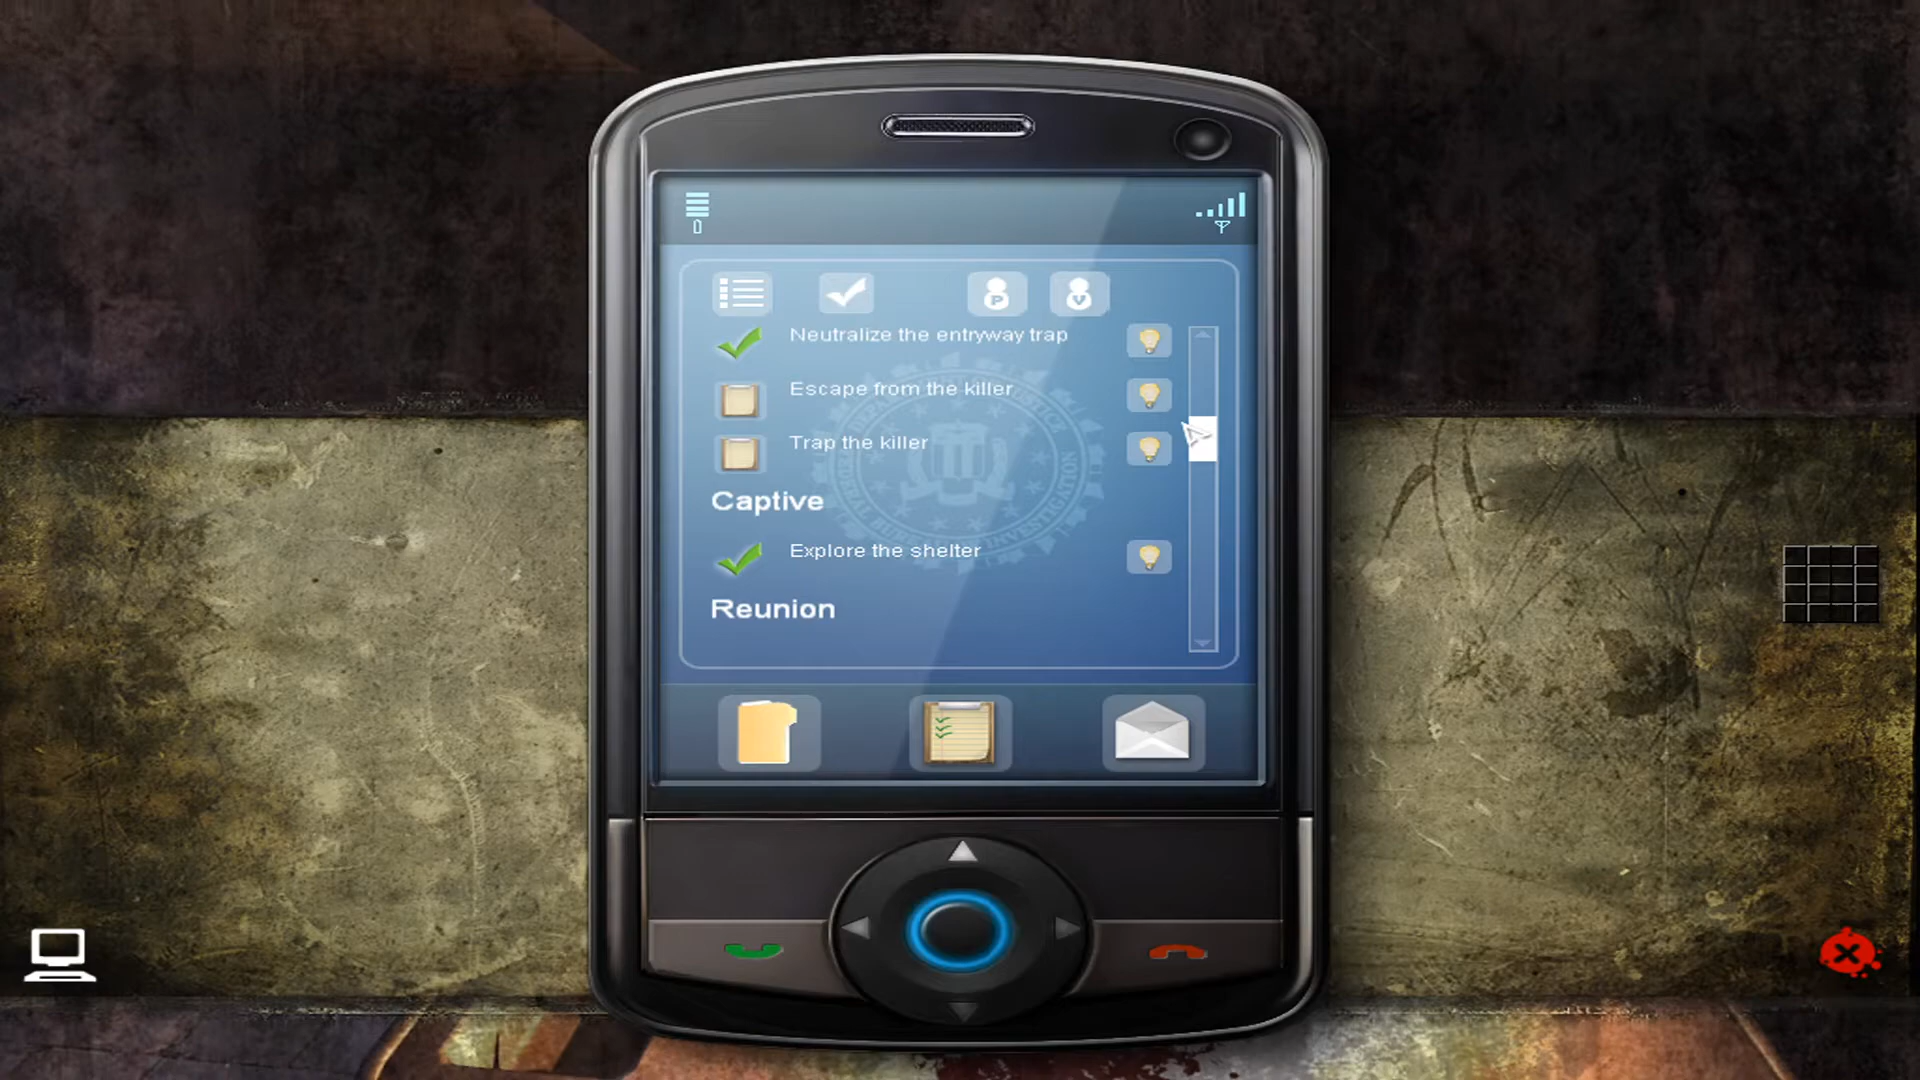 P V
Neutralize the entryway trap
Escape from the killer
Trap the killer
Captive
Explore the shelter
Reunion